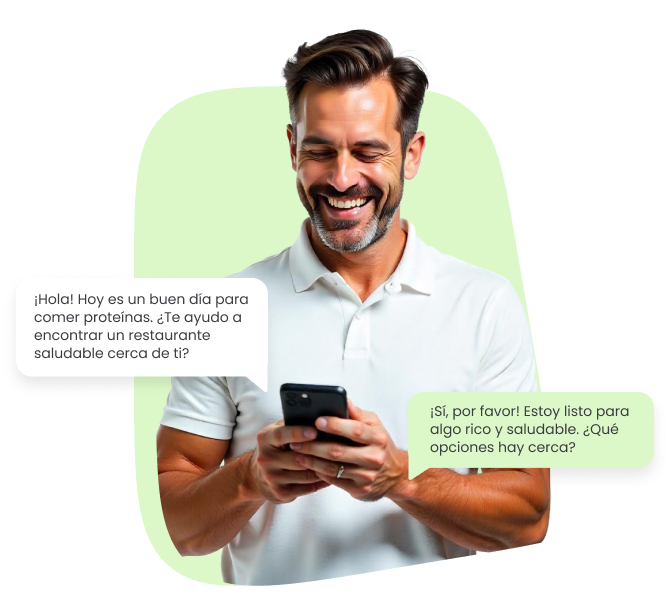 ¡Hola! Hoy es un buen día para
comer proteínas. ¿Te ayudo a
encontrar un restaurante
saludable cerca de ti?
¡Sí, por favor! Estoy listo para
algo rico y saludable. ¿Qué
opciones hay cerca?